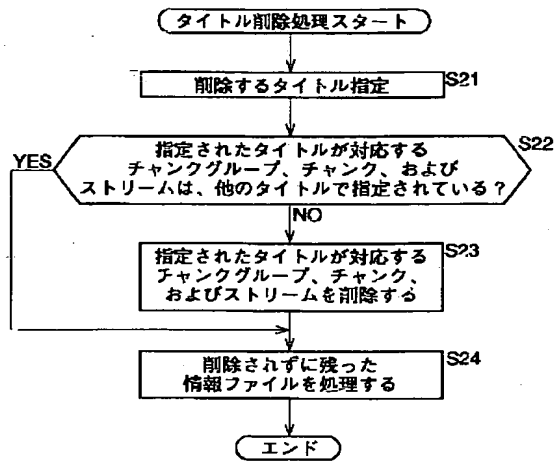 タイトル削除処理スタート
S21
削除するタイトル指定
S22
指定されたタイトルが対応する
チャンクグループ、チャンク、および
ストリームは、他のタイトルで指定されている？
YES
NO
S23
指定されたタイトルが対応する
チャンクグループ、チャンク、
およびストリームを削除する
S24
削除されずに残った
情報ファイルを処理する
エンド